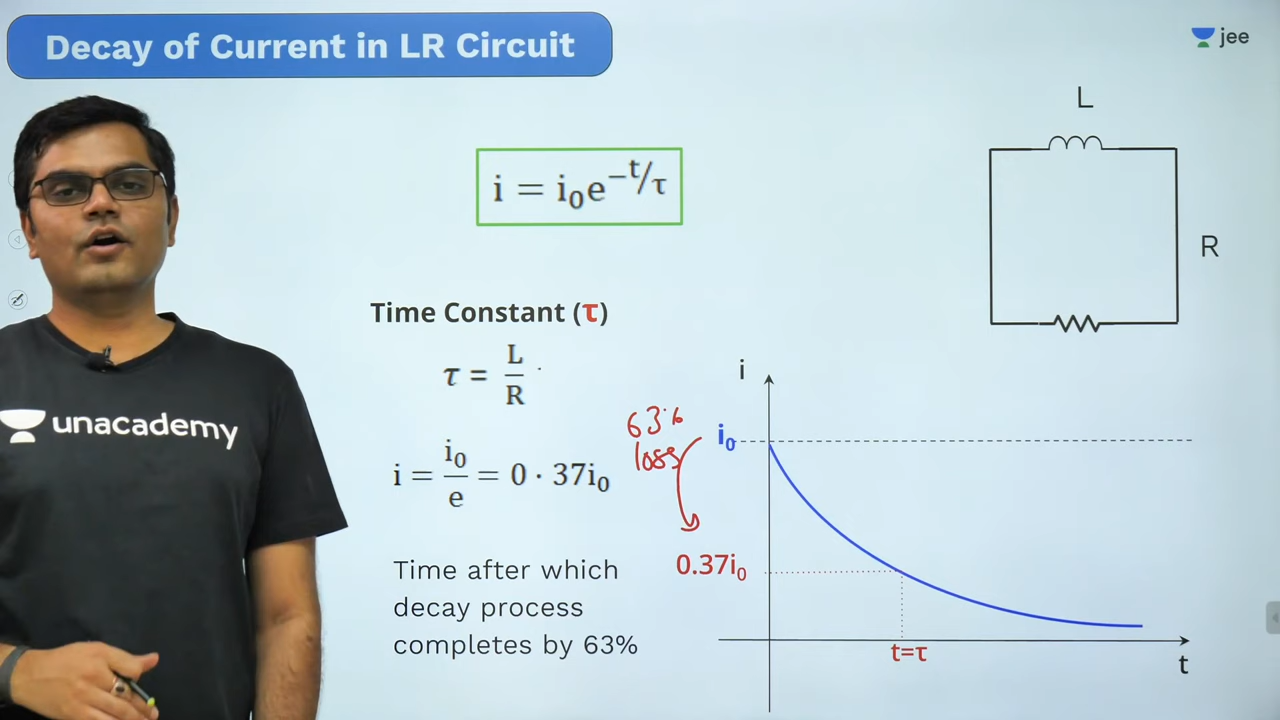 Decay of Current in LR Circuit
jee
L
i = i₀e^(−t/τ)
R
Time Constant (τ)
τ = L/R
i
63%
loss
i₀
i = i₀/e = 0 · 37i₀
unacademy
0.37i₀
Time after which
decay process
completes by 63%
t=τ
t